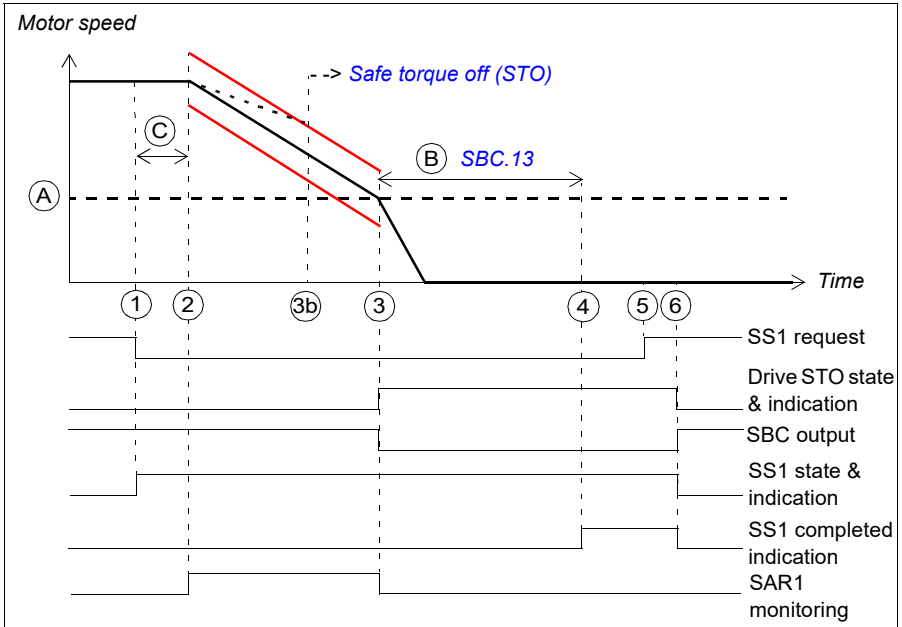 Motor speed
Safe torque off (STO)
C
B SBC.13
A
Time
1 2 3b 3 4 5 6
SS1 request
Drive STO state
& indication
SBC output
SS1 state &
indication
SS1 completed
indication
SAR1
monitoring